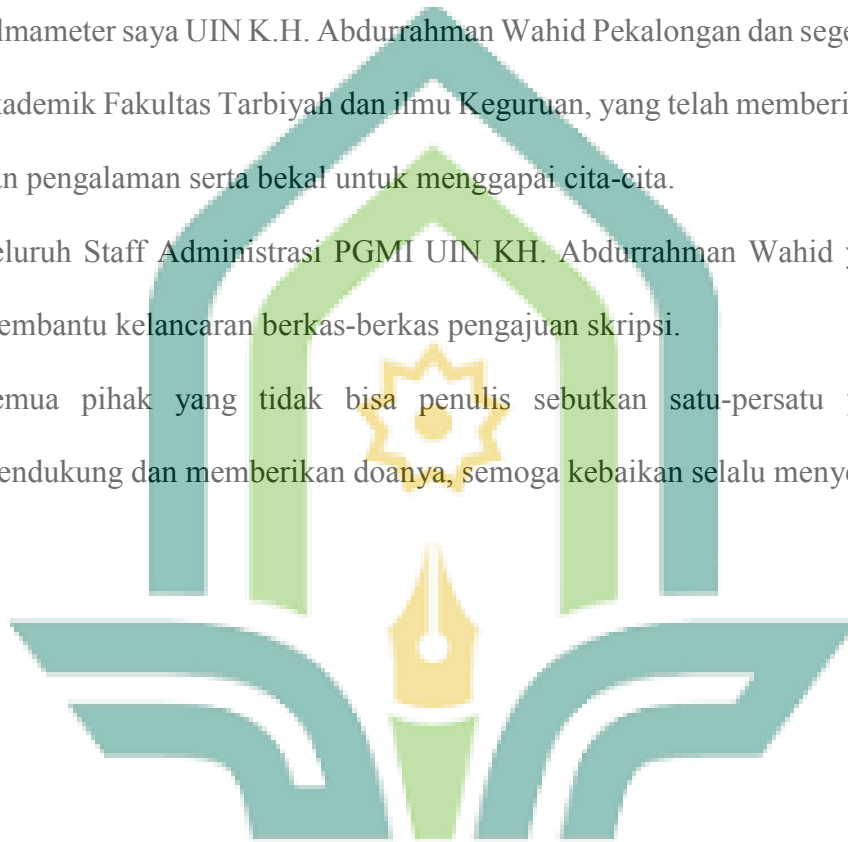 lmameter saya UIN K.H. Abdurrahman Wahid Pekalongan dan sege
kademik Fakultas Tarbiyah dan ilmu Keguruan, yang telah memberi
n pengalaman serta bekal untuk menggapai cita-cita.
eluruh Staff Administrasi PGMI UIN KH. Abdurrahman Wahid y
embantu kelancaran berkas-berkas pengajuan skripsi.
emua pihak yang tidak bisa penulis sebutkan satu-persatu y
endukung dan memberikan doanya, semoga kebaikan selalu menye